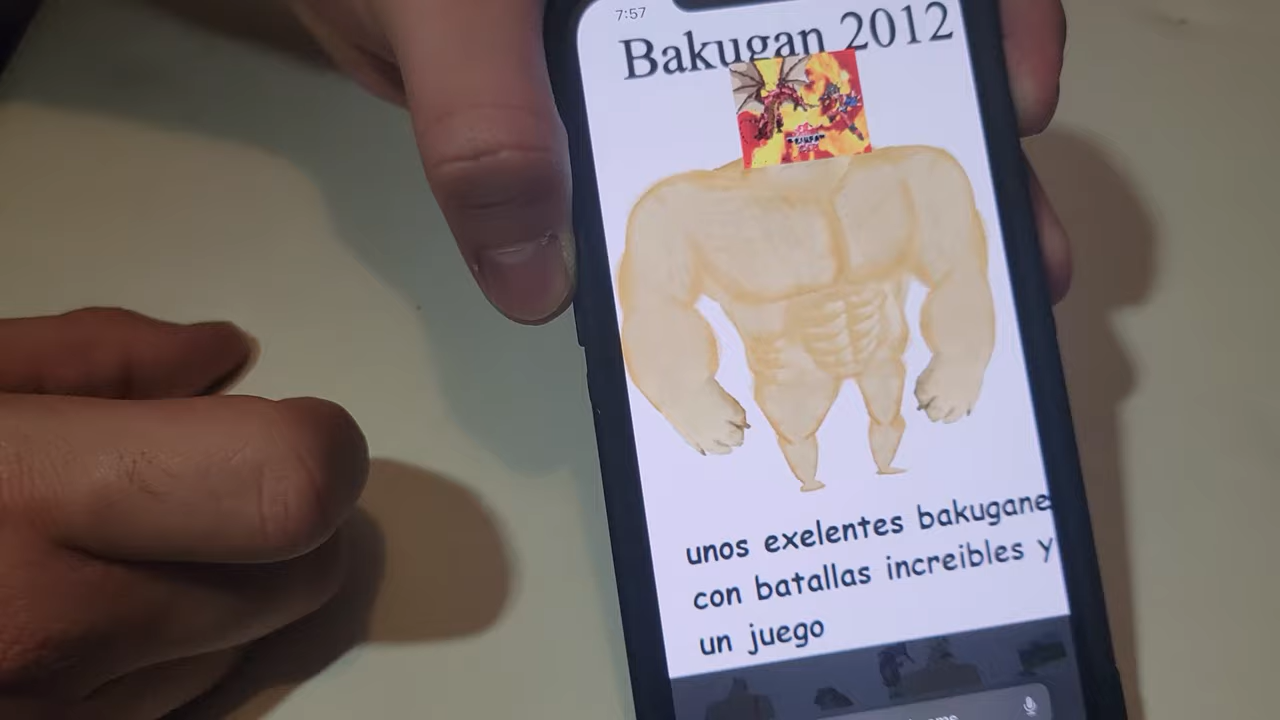 7:57
Bakugan 2012
unos exelentes bakugane
con batallas increibles y
un juego